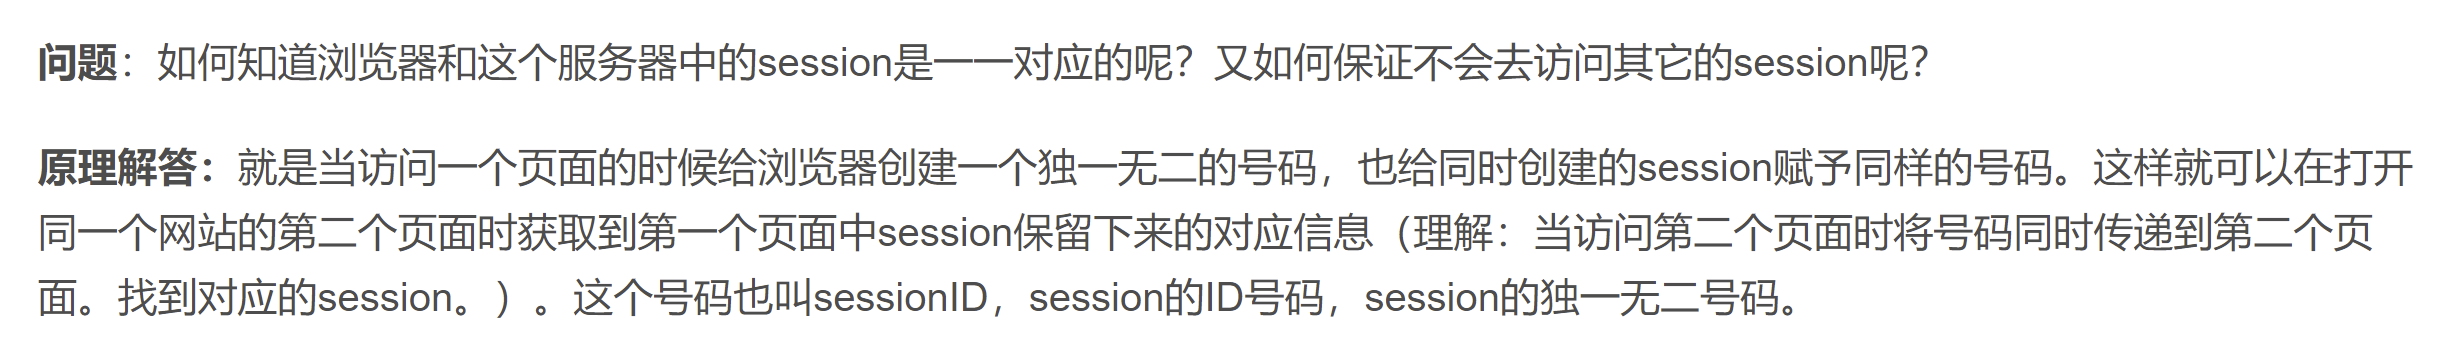 问题：如何知道浏览器和这个服务器中的session是一一对应的呢？又如何保证不会去访问其它的session呢？
原理解答：就是当访问一个页面的时候给浏览器创建一个独一无二的号码，也给同时创建的session赋予同样的号码。这样就可以在打开
同一个网站的第二个页面时获取到第一个页面中session保留下来的对应信息（理解：当访问第二个页面时将号码同时传递到第二个页
面。找到对应的session。）。这个号码也叫sessionID，session的ID号码，session的独一无二号码。